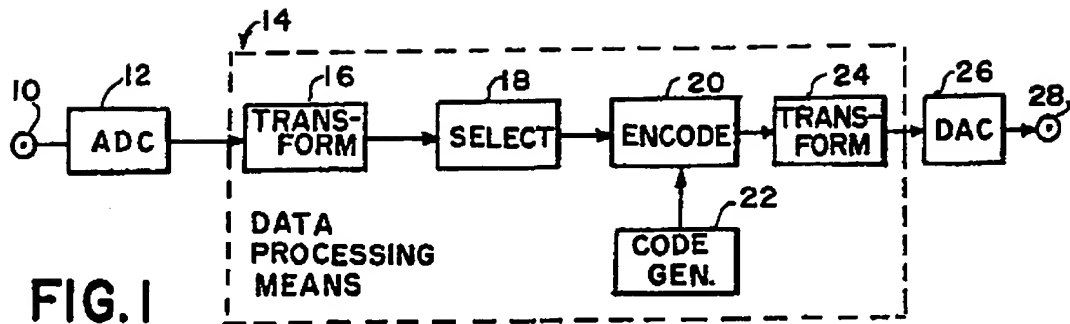 14
10
12
16
18
20
24
26
28
ADC
TRANS-
FORM
SELECT
ENCODE
TRANS-
FORM
DAC
22
CODE
GEN.
DATA
PROCESSING
MEANS
FIG.1